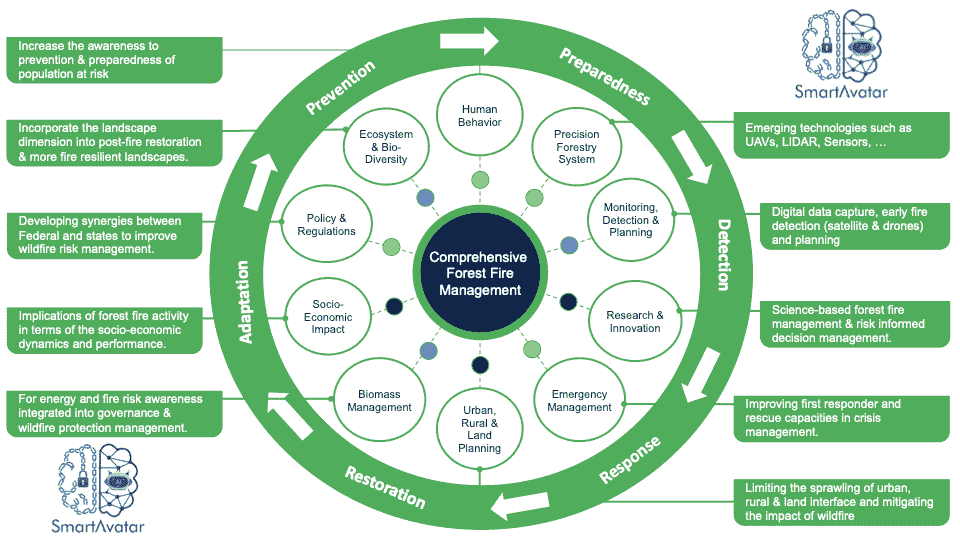 Increase the awareness to
prevention & preparedness of
population at risk
Incorporate the landscape
dimension into post-fire restoration
& more fire resilient landscapes.
Developing synergies between
Federal and states to improve
wildfire risk management.
Implications of forest fire activity
in terms of the socio-economic
dynamics and performance.
For energy and fire risk awareness
integrated into governance &
wildfire protection management.
SmartAvatar
Prevention
Preparedness
Detection
Response
Restoration
Adaptation
Human
Behavior
Precision
Forestry
System
Monitoring,
Detection &
Planning
Research &
Innovation
Emergency
Management
Urban,
Rural &
Land
Planning
Biomass
Management
Socio-
Economic
Impact
Policy &
Regulations
Ecosystem
& Bio-
Diversity
Comprehensive
Forest Fire
Management
SmartAvatar
Emerging technologies such as
UAVs, LIDAR, Sensors, …
Digital data capture, early fire
detection (satellite & drones)
and planning
Science-based forest fire
management & risk informed
decision management.
Improving first responder and
rescue capacities in crisis
management.
Limiting the sprawling of urban,
rural & land interface and mitigating
the impact of wildfire